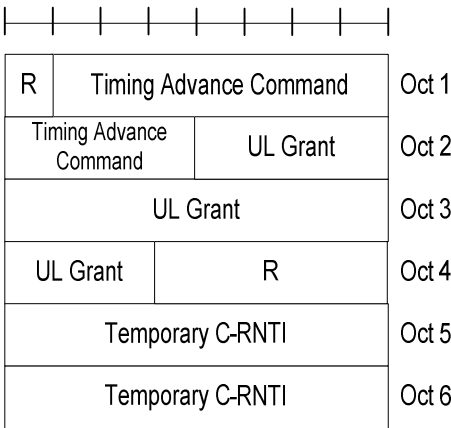 R Timing Advance Command Oct 1
Timing Advance
Command UL Grant Oct 2
UL Grant Oct 3
UL Grant R Oct 4
Temporary C-RNTI Oct 5
Temporary C-RNTI Oct 6